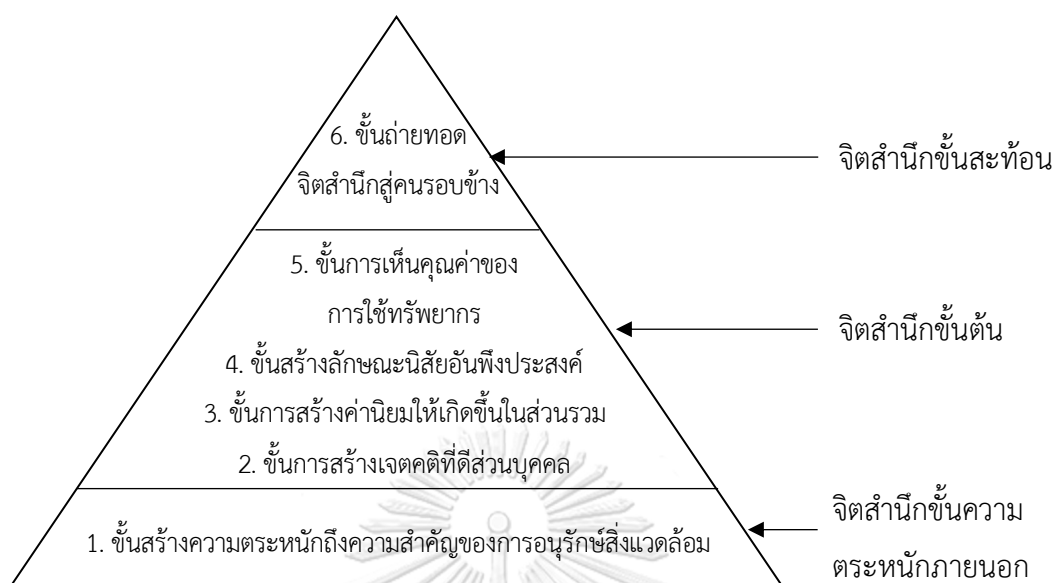 6. ขั้นถ่ายทอด
จิตสำนึกสู่คนรอบข้าง
จิตสำนึกขั้นสะท้อน
5. ขั้นการเห็นคุณค่าของ
การใช้ทรัพยากร
4. ขั้นสร้างลักษณะนิสัยอันพึงประสงค์
3. ขั้นการสร้างค่านิยมให้เกิดขึ้นในส่วนรวม
2. ขั้นการสร้างเจตคติที่ดีส่วนบุคคล
จิตสำนึกขั้นต้น
1. ขั้นสร้างความตระหนักถึงความสำคัญของการอนุรักษ์สิ่งแวดล้อม
จิตสำนึกขั้นความ
ตระหนักภายนอก